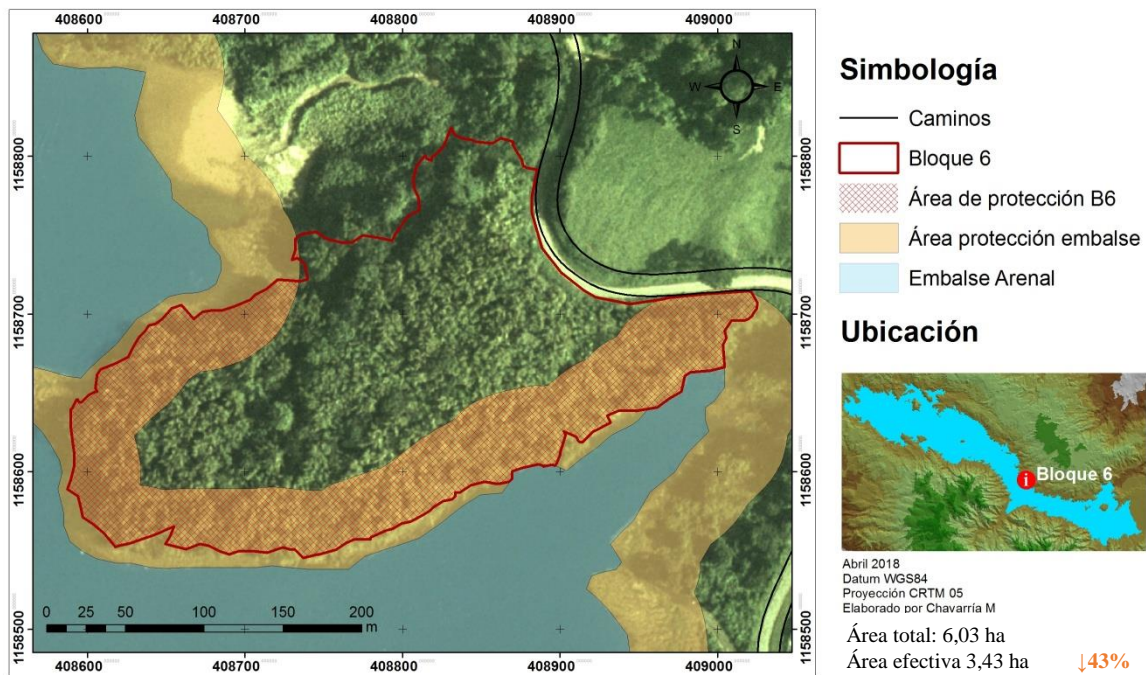 408600 408700 408800 408900 409000
N
W E
S
1158800 1158800
1158700 1158700
1158600 1158600
1158500 1158500
0 25 50 100 150 200
m
408600 408700 408800 408900 409000
Simbología
Caminos
Bloque 6
Área de protección B6
Área protección embalse
Embalse Arenal
Ubicación
i Bloque 6
Abril 2018
Datum WGS84
Proyección CRTM 05
Elaborado por Chavarría M
Área total: 6,03 ha
Área efectiva 3,43 ha ↓43%